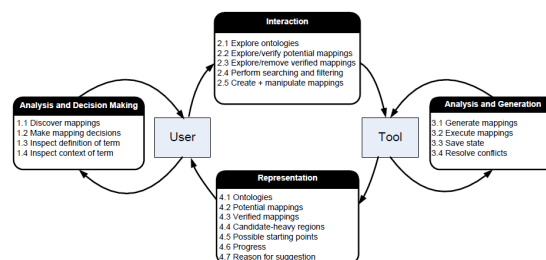 Interaction
2.1 Explore ontologies
2.2 Explore/verify potential mappings
2.3 Explore/remove verified mappings
2.4 Perform searching and filtering
2.5 Create + manipulate mappings
Analysis and Decision Making
1.1 Discover mappings
1.2 Make mapping decisions
1.3 Inspect definition of term
1.4 Inspect context of term
User
Tool
Analysis and Generation
3.1 Generate mappings
3.2 Execute mappings
3.3 Save state
3.4 Resolve conflicts
Representation
4.1 Ontologies
4.2 Potential mappings
4.3 Verified mappings
4.4 Candidate-heavy regions
4.5 Possible starting points
4.6 Progress
4.7 Reason for suggestion